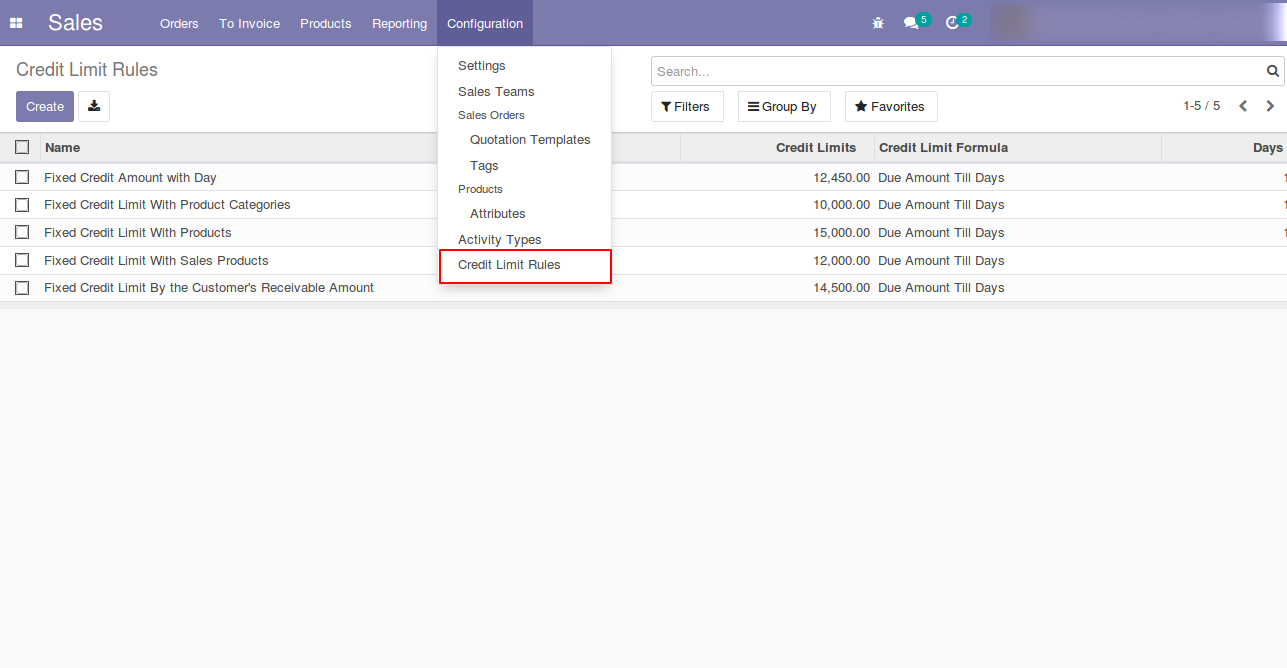 Sales Orders To Invoice Products Reporting Configuration 5 2
Credit Limit Rules
Search...
Create
Filters Group By Favorites 1-5 / 5
Settings
Sales Teams
Sales Orders
Quotation Templates
Tags
Products
Attributes
Activity Types
Credit Limit Rules
Name Credit Limits Credit Limit Formula Days
Fixed Credit Amount with Day 12,450.00 Due Amount Till Days
Fixed Credit Limit With Product Categories 10,000.00 Due Amount Till Days
Fixed Credit Limit With Products 15,000.00 Due Amount Till Days
Fixed Credit Limit With Sales Products 12,000.00 Due Amount Till Days
Fixed Credit Limit By the Customer's Receivable Amount 14,500.00 Due Amount Till Days